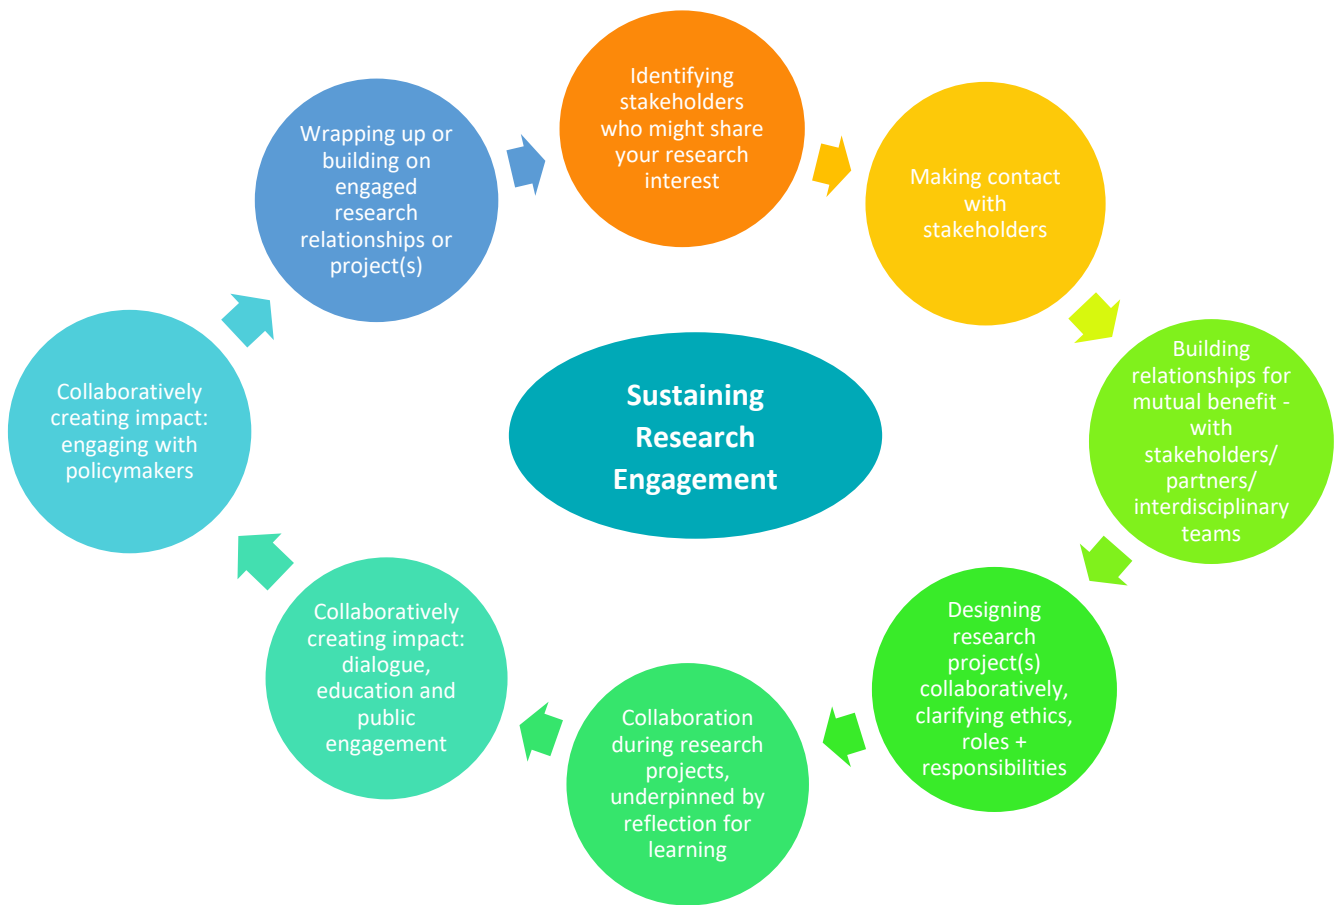 Identifying
stakeholders
who might share
your research
interest
Making contact
with
stakeholders
Building
relationships for
mutual benefit -
with
stakeholders/
partners/
interdisciplinary
teams
Designing
research
project(s)
collaboratively,
clarifying ethics,
roles +
responsibilities
Collaboration
during research
projects,
underpinned by
reflection for
learning
Collaboratively
creating impact:
dialogue,
education and
public
engagement
Collaboratively
creating impact:
engaging with
policymakers
Wrapping up or
building on
engaged
research
relationships or
project(s)
Sustaining
Research
Engagement